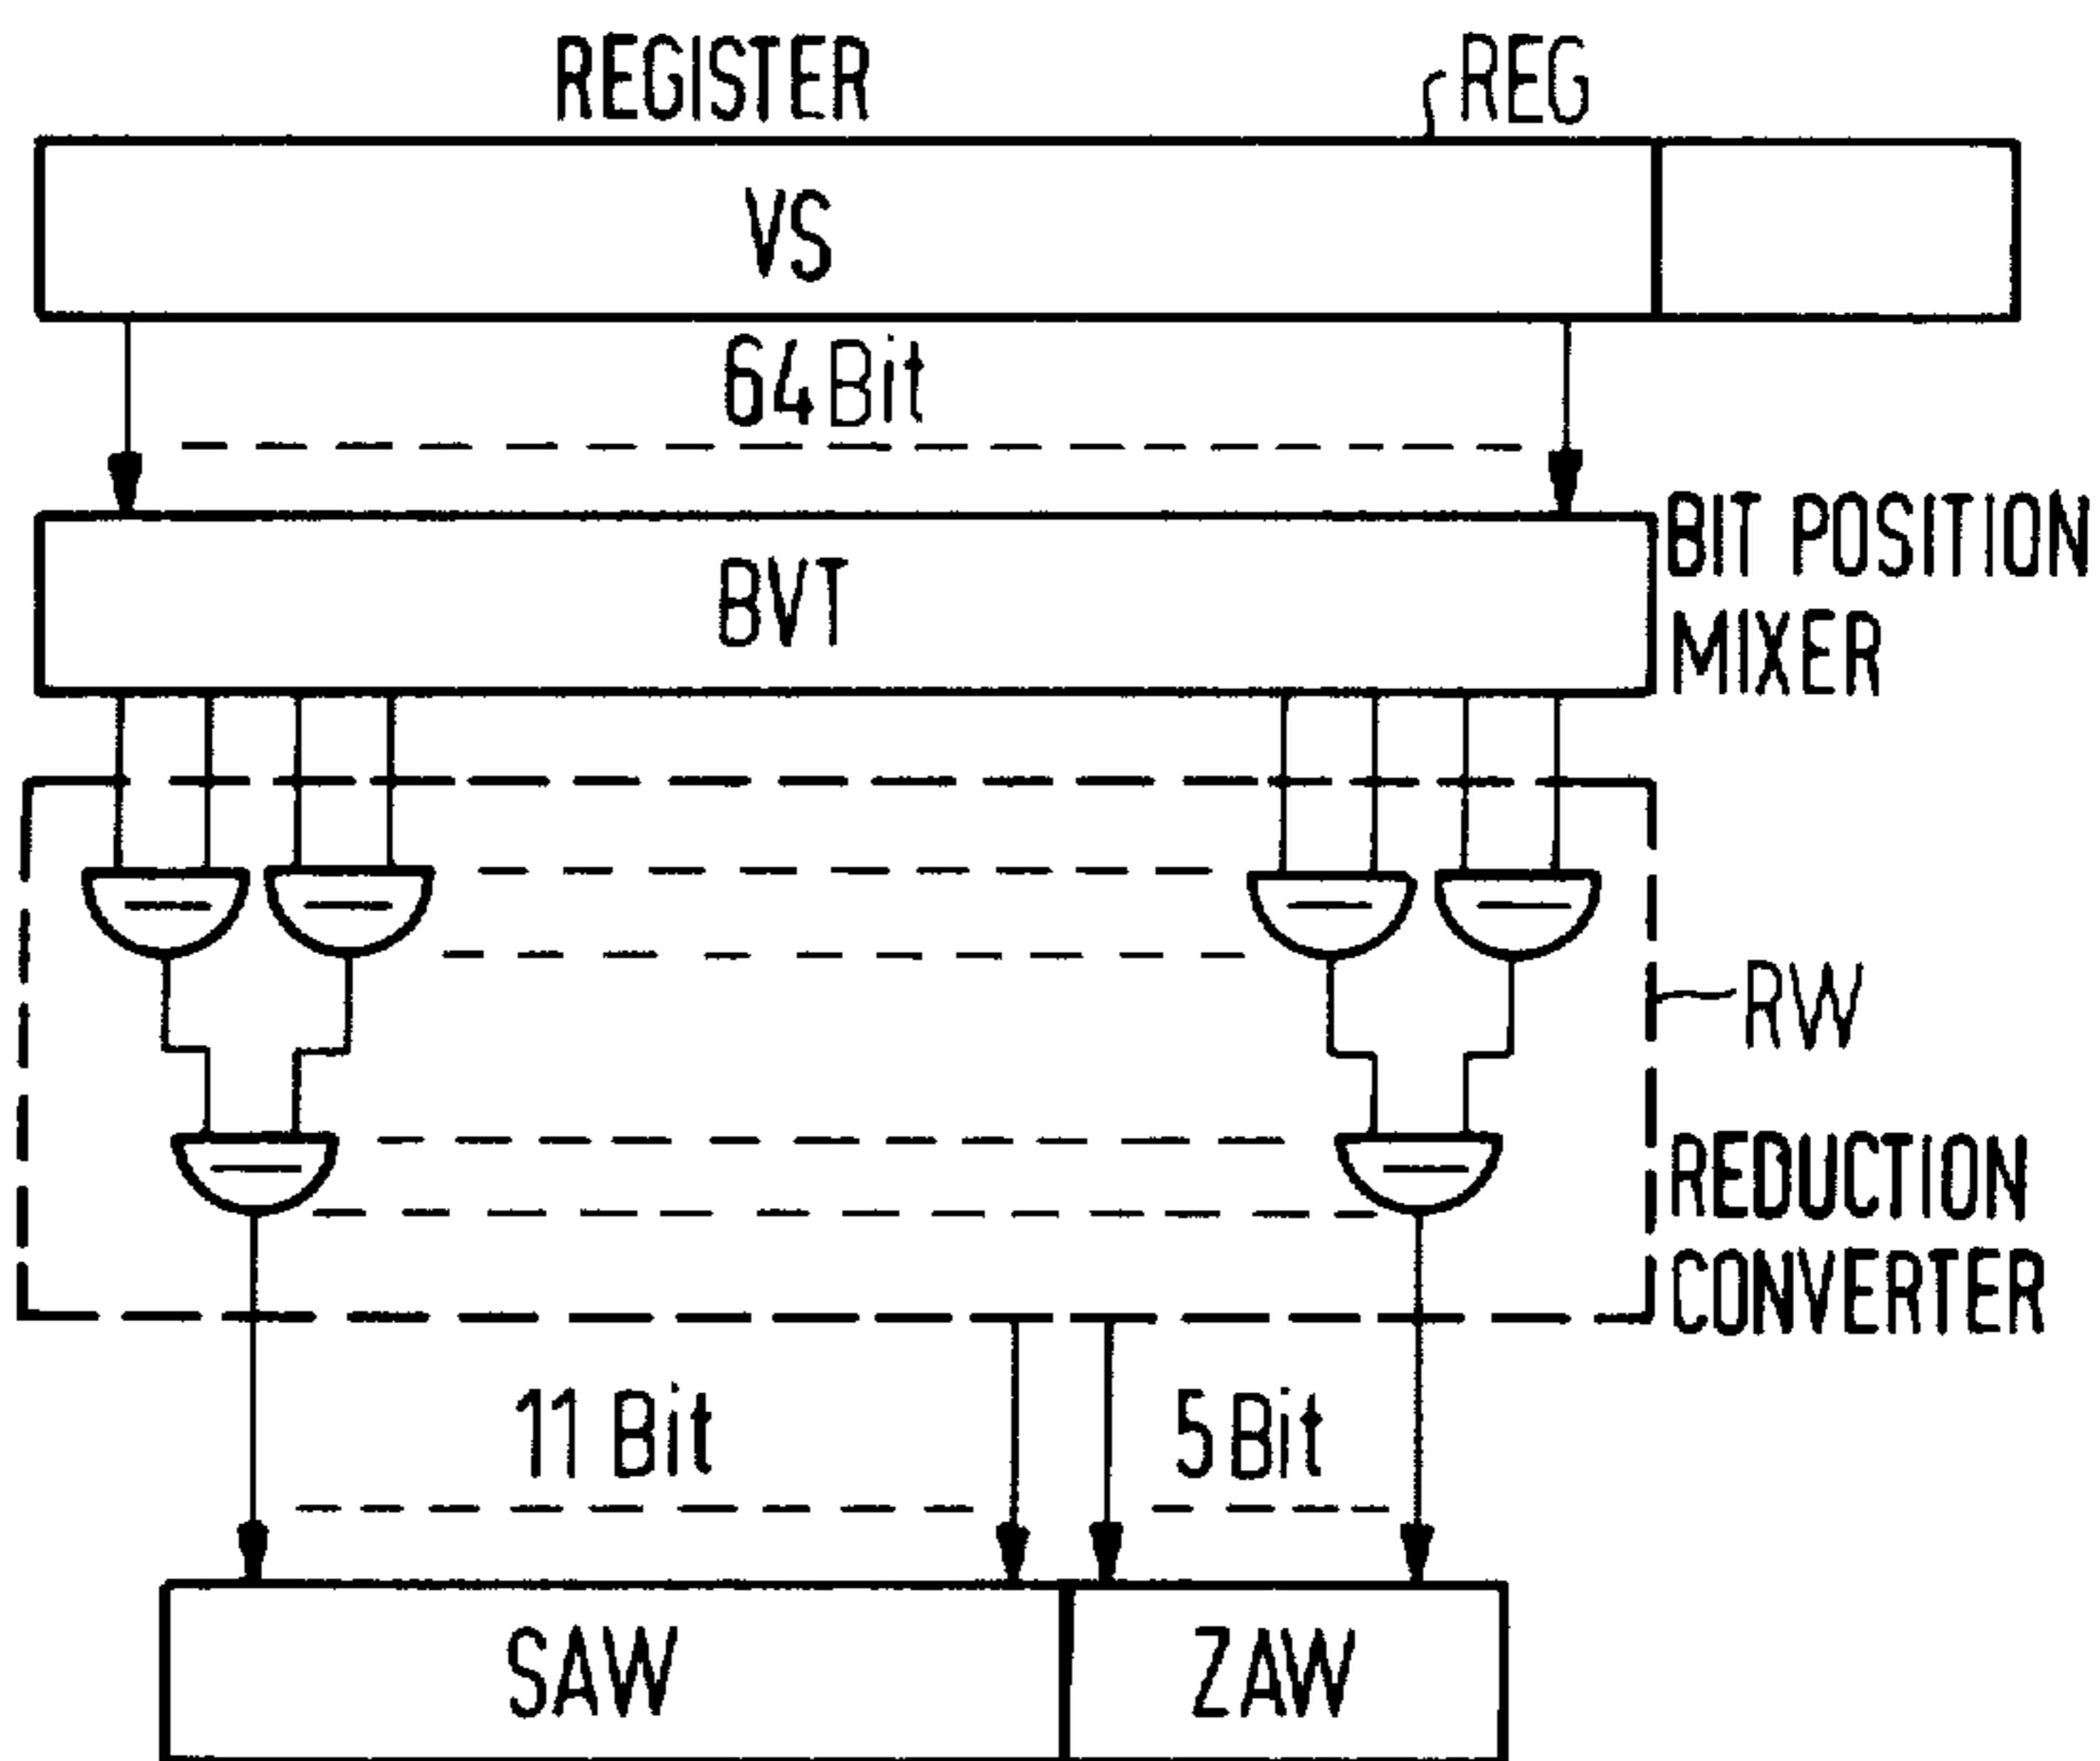 REGISTER
REG
VS
64 Bit
BIT POSITION
MIXER
BVT
RW
REDUCTION
CONVERTER
11 Bit
5 Bit
SAW
ZAW